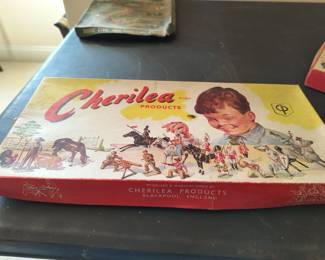 Cherilea
PRODUCTS
CHERILEA PRODUCTS
BLACKPOOL, ENGLAND